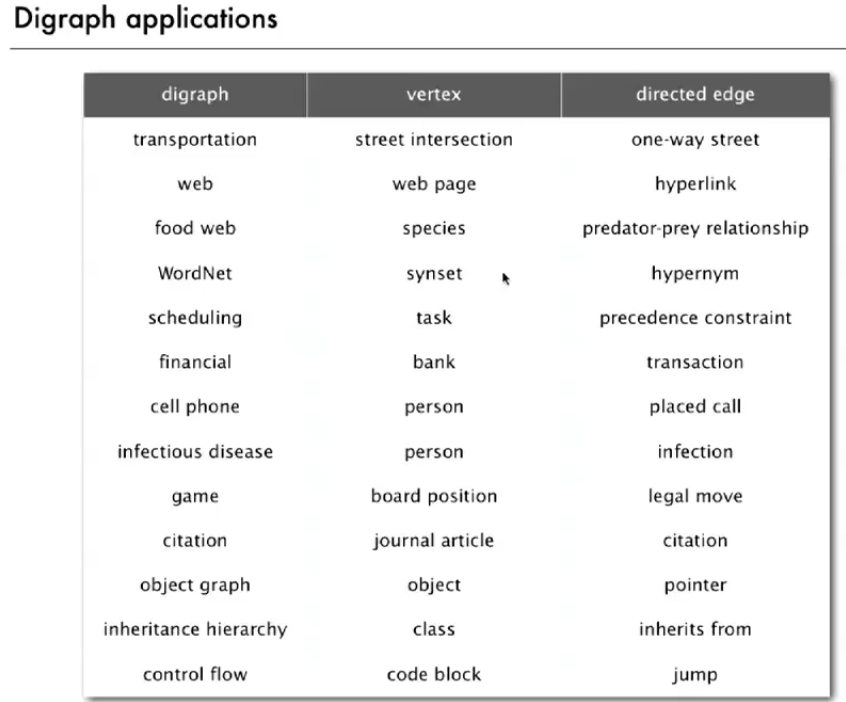 Digraph applications
digraph vertex directed edge
transportation street intersection one-way street
web web page hyperlink
food web species predator-prey relationship
WordNet synset hypernym
scheduling task precedence constraint
financial bank transaction
cell phone person placed call
infectious disease person infection
game board position legal move
citation journal article citation
object graph object pointer
inheritance hierarchy class inherits from
control flow code block jump